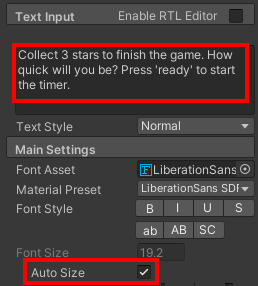 Text Input
Enable RTL Editor
Collect 3 stars to finish the game. How
quick will you be? Press 'ready' to start
the timer.
Text Style
Normal
Main Settings
Font Asset
LiberationSans
Material Preset
LiberationSans SDF
Font Style
B I U S
ab AB SC
Font Size
19.2
Auto Size